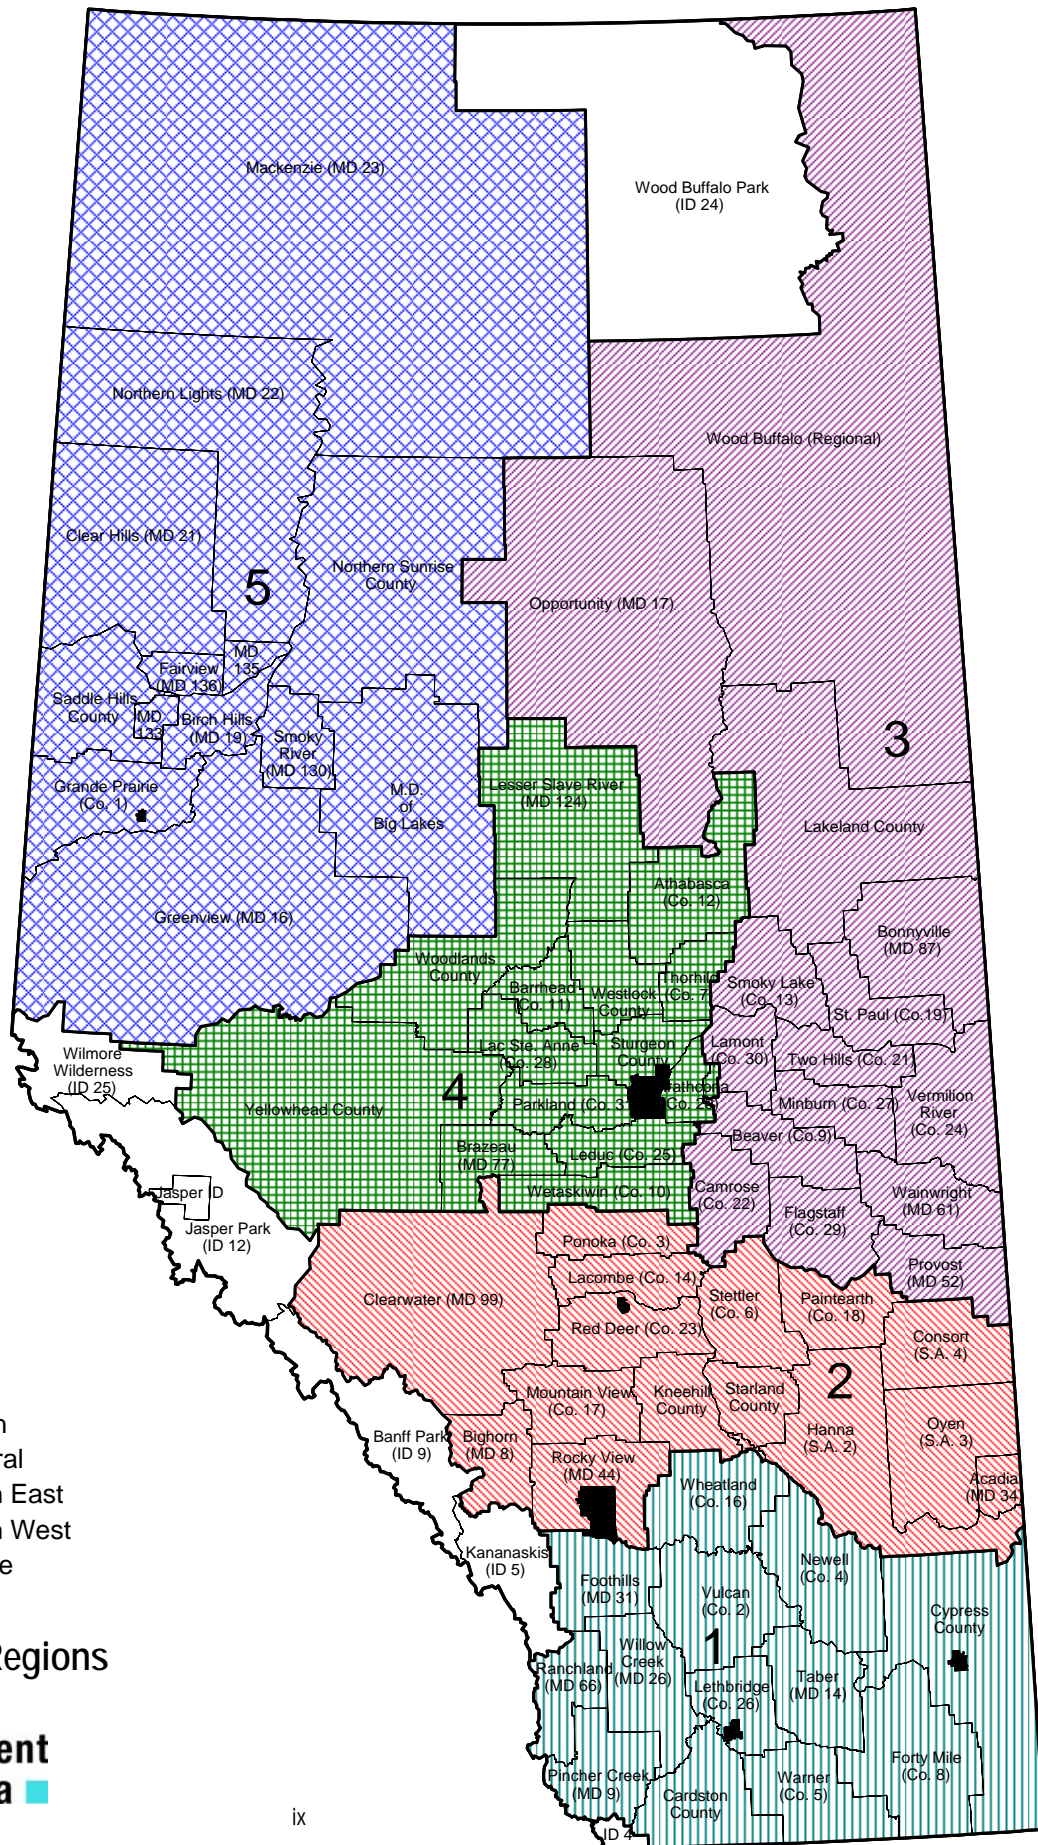 Mackenzie (MD 23)
Wood Buffalo Park
(ID 24)
Northern Lights (MD 22)
Wood Buffalo (Regional)
Clear Hills (MD 21)
5
Northern Sunrise
County
Opportunity (MD 17)
MD
135
Fairview
(MD 136)
Saddle Hills
County
MD
133
Birch Hills
(MD 19)
Smoky
River
(MD 130)
3
Grande Prairie
(Co. 1)
M.D.
of
Big Lakes
Lesser Slave River
(MD 124)
Lakeland County
Athabasca
(Co. 12)
Greenview (MD 16)
Bonnyville
(MD 87)
Woodlands
County
Barrhead
(Co. 11)
Westlock
County
Thorhild
(Co. 7)
Smoky Lake
(Co. 13)
St. Paul (Co.19)
Wilmore
Wilderness
(ID 25)
Lac Ste. Anne
(Co. 28)
Sturgeon
County
Lamont
(Co. 30)
Two Hills (Co. 21)
Yellowhead County
4
Parkland (Co. 3
rathcona
(Co. 2
Minburn (Co. 27)
Vermilion
River
(Co. 24)
Brazeau
(MD 77)
Leduc (Co. 25)
Beaver (Co.9)
Jasper ID
Wetaskiwin (Co. 10)
Camrose
(Co. 22)
Wainwright
(MD 61)
Jasper Park
(ID 12)
Flagstaff
(Co. 29)
Ponoka (Co. 3)
Provost
(MD 52)
Clearwater (MD 99)
Lacombe (Co. 14)
Stettler
(Co. 6)
Paintearth
(Co. 18)
Red Deer (Co. 23)
Consort
(S.A. 4)
Mountain View
(Co. 17)
Kneehill
County
Starland
County
2
Banff Park
(ID 9)
Bighorn
(MD 8)
Hanna
(S.A. 2)
Oyen
(S.A. 3)
Rocky View
(MD 44)
Wheatland
(Co. 16)
Acadia
(MD 34
n
ral
East
West
e
Kananaskis
(ID 5)
Foothills
(MD 31)
Vulcan
(Co. 2)
Newell
(Co. 4)
Cypress
County
1
egions
Ranchland
(MD 66)
Willow
Creek
(MD 26)
Lethbridge
(Co. 26)
Taber
(MD 14)
ent
a
Pincher Creek
(MD 9)
Cardston
County
Warner
(Co. 5)
Forty Mile
(Co. 8)
ix
ID 4